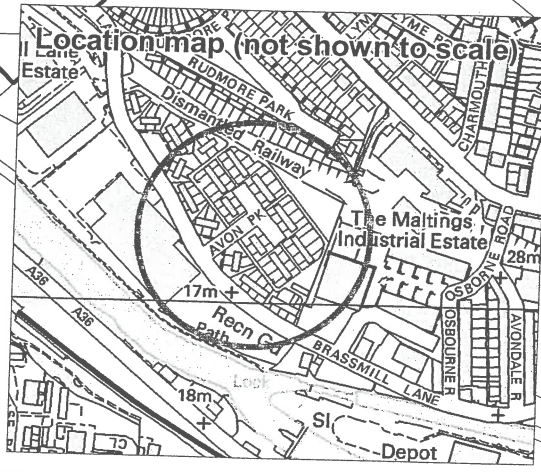 Location map (not shown to scale)
Lane
Estate
RUDMORE PARK
Dismantled Railway
LYME
CHARMOUTH
AVON PK
The Maltings
Industrial Estate
OSBORNE ROAD
28m
17m
A36
A36
Recn G
Path
BRASSMILL LANE
OSBOURNE R
AVONDALE R
Lock
18m
Sl
Depot
CL